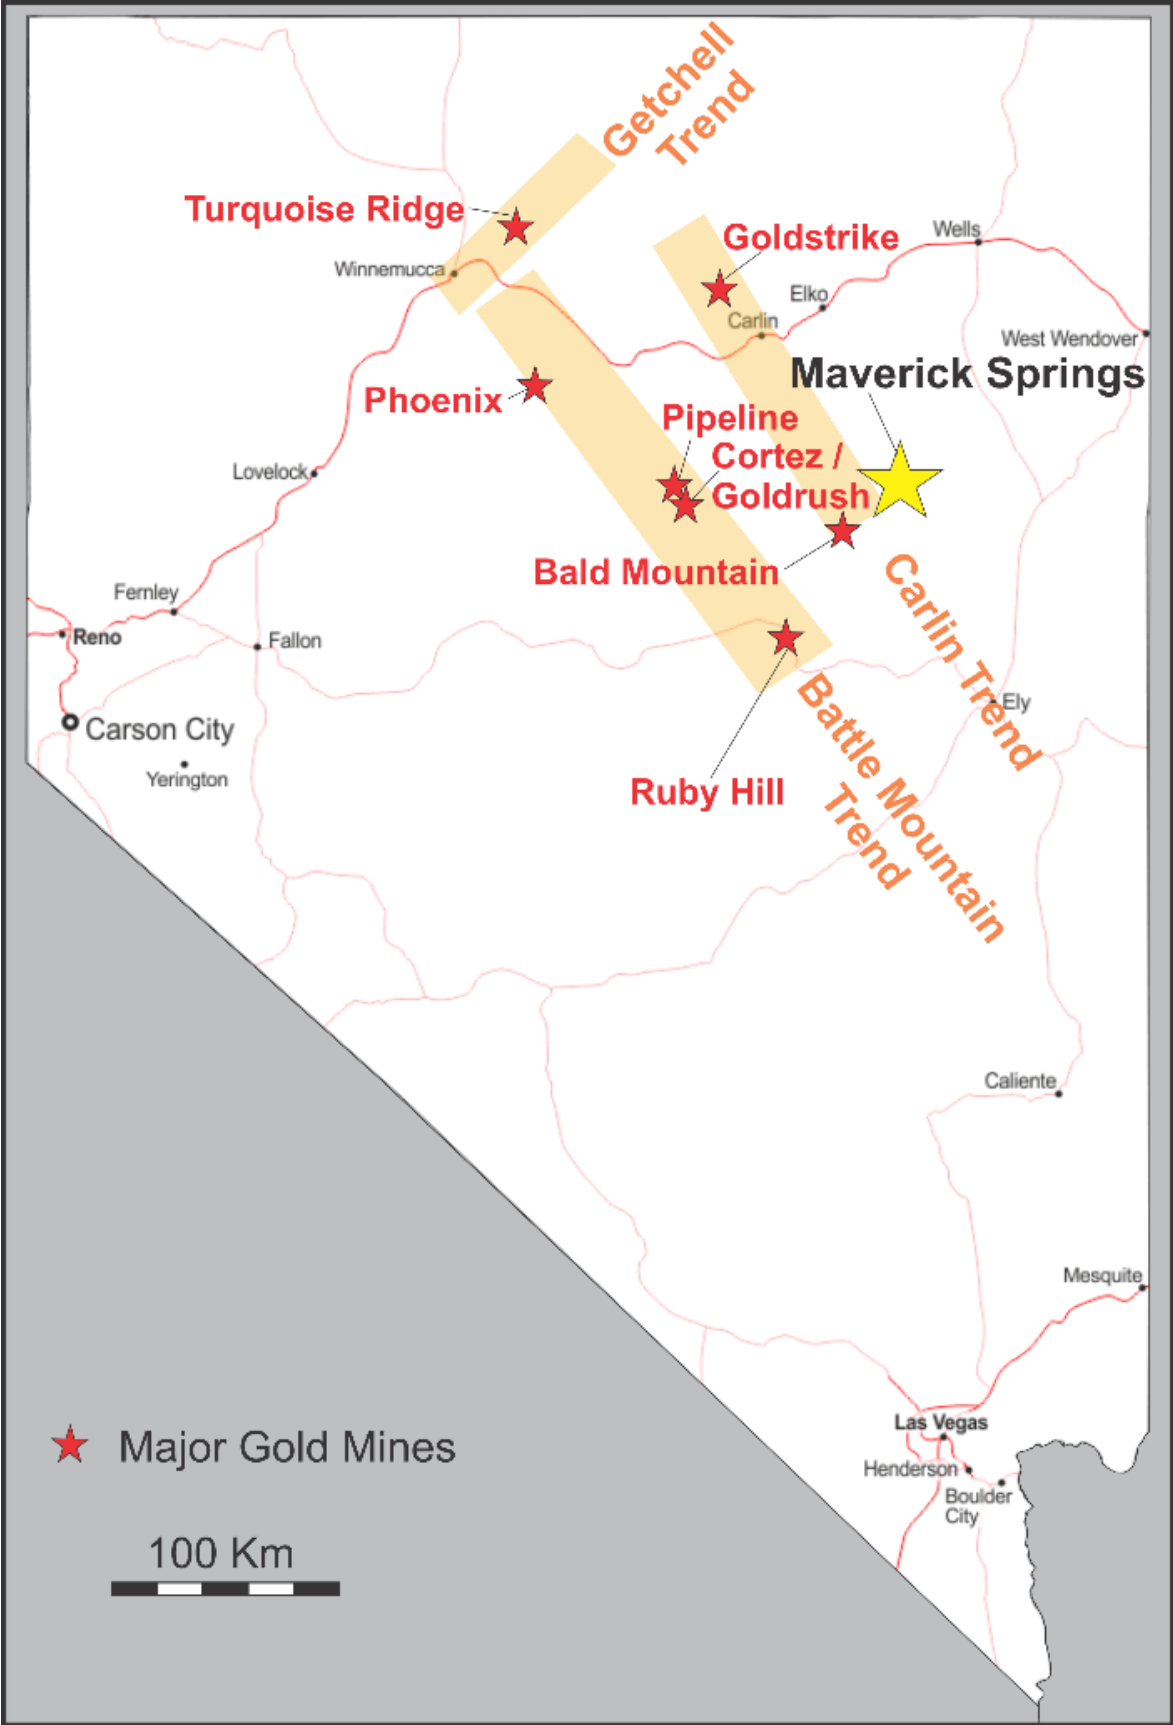 Getchell
Trend
Turquoise Ridge
Goldstrike
Wells
Winnemucca
Elko
Carlin
West Wendover
Maverick Springs
Phoenix
Pipeline
Cortez /
Goldrush
Lovelock
Bald Mountain
Carlin Trend
Fernley
Reno
Fallon
Ely
Carson City
Battle Mountain
Trend
Yerington
Ruby Hill
Caliente
Mesquite
Las Vegas
Henderson
Boulder
City
Major Gold Mines
100 Km